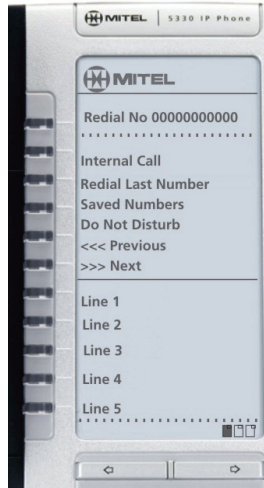 MITEL 5330 IP Phone
MITEL
Redial No 00000000000
Internal Call
Redial Last Number
Saved Numbers
Do Not Disturb
<<< Previous
>>> Next
Line 1
Line 2
Line 3
Line 4
Line 5